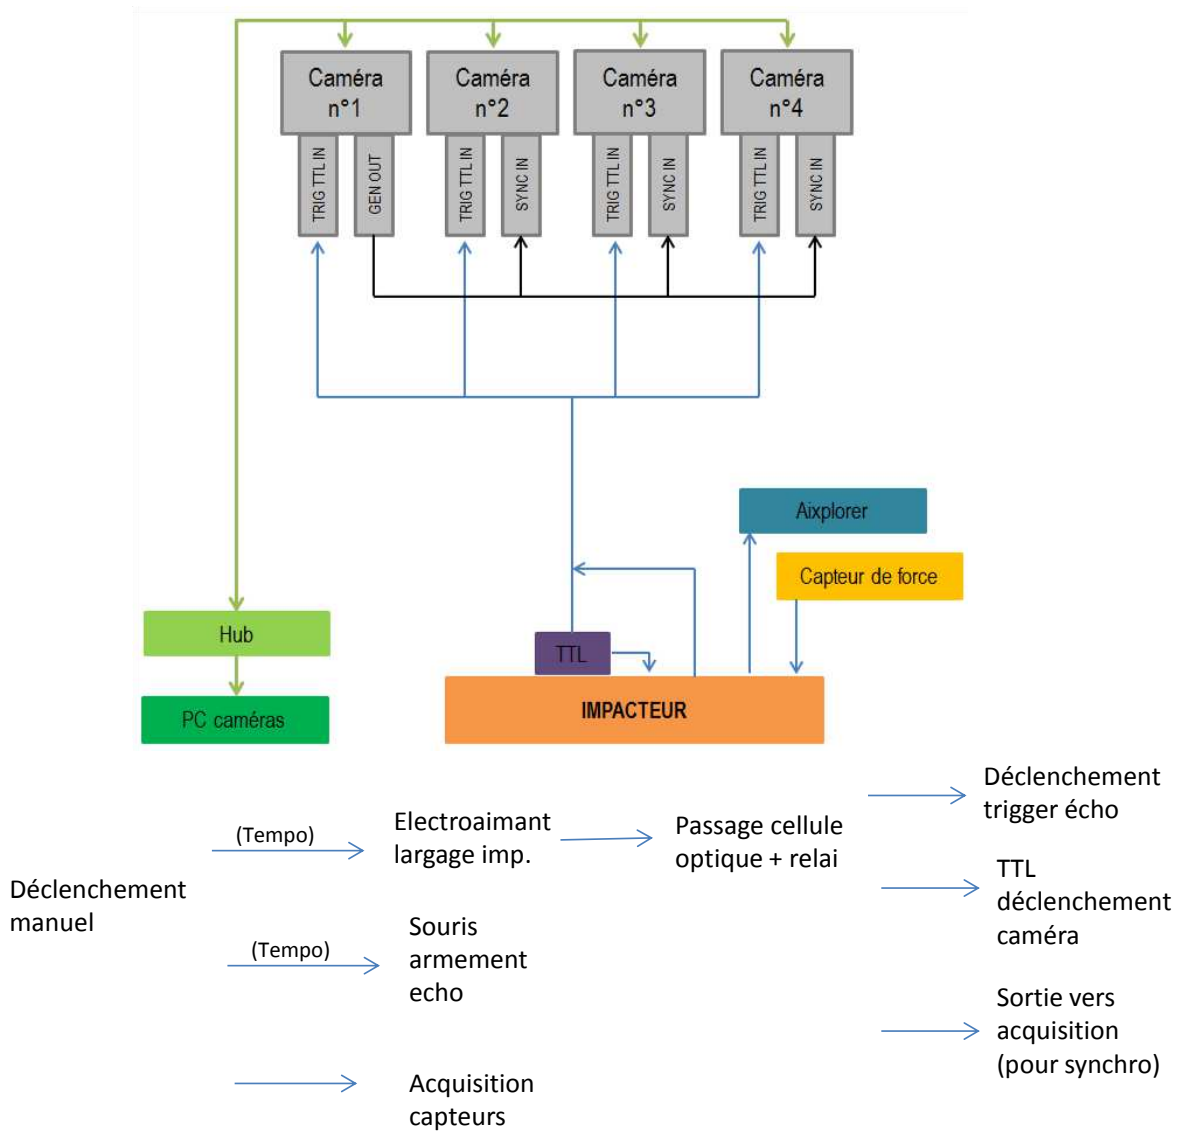 Caméra
n°1
Caméra
n°2
Caméra
n°3
Caméra
n°4
TRIG TTL IN
GEN OUT
TRIG TTL IN
SYNC IN
TRIG TTL IN
SYNC IN
TRIG TTL IN
SYNC IN
Aixplorer
Capteur de force
Hub
TTL
PC caméras
IMPACTEUR
Déclenchement
manuel
(Tempo)
Electroaimant
largage imp.
Passage cellule
optique + relai
Déclenchement
trigger écho
TTL
déclenchement
caméra
Sortie vers
acquisition
(pour synchro)
(Tempo)
Souris
armement
echo
Acquisition
capteurs